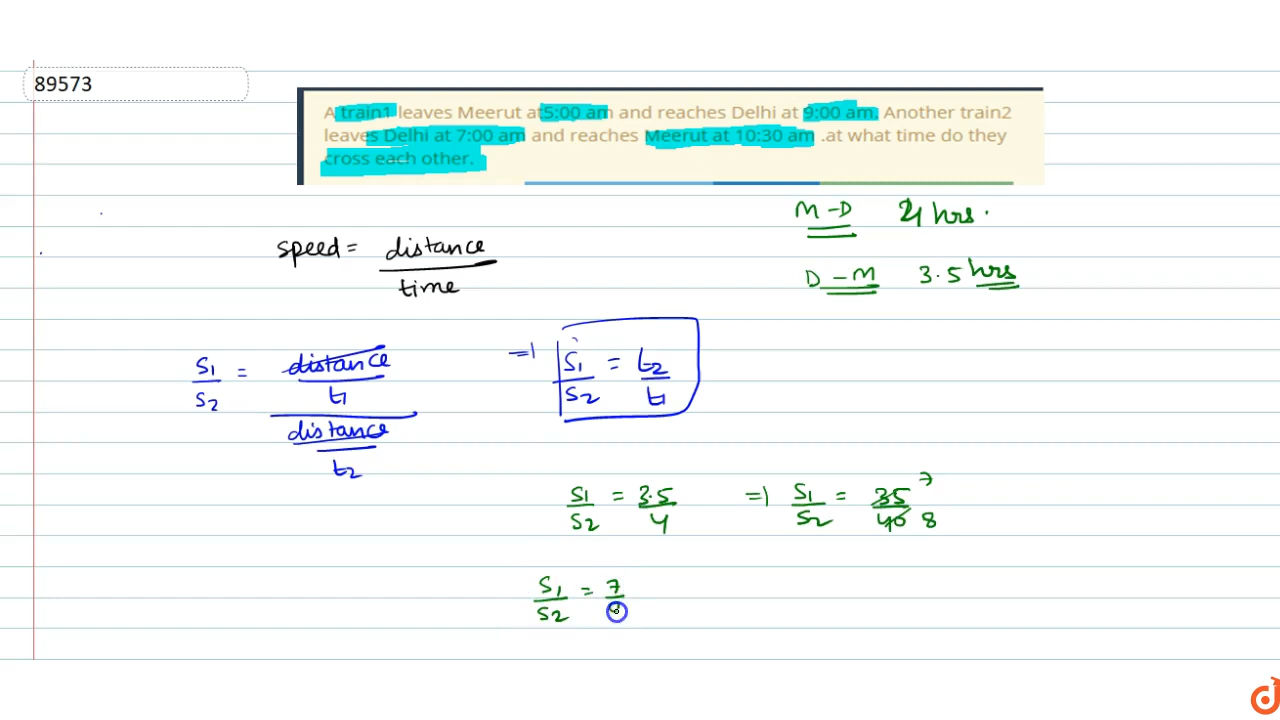 89573
A train1 leaves Meerut at5:00 am and reaches Delhi at 9:00 am. Another train2
leaves Delhi at 7:00 am and reaches Meerut at 10:30 am .at what time do they
cross each other.
M - D 4 hrs.
speed = distance / time
D - M 3.5 hrs
S1 / S2 = distance / t1 / distance / t2
=) S1 / S2 = t2 / t1
S1 / S2 = 3.5 / 4 =) S1 / S2 = 35 / 40 7 8
S1 / S2 = 7 /